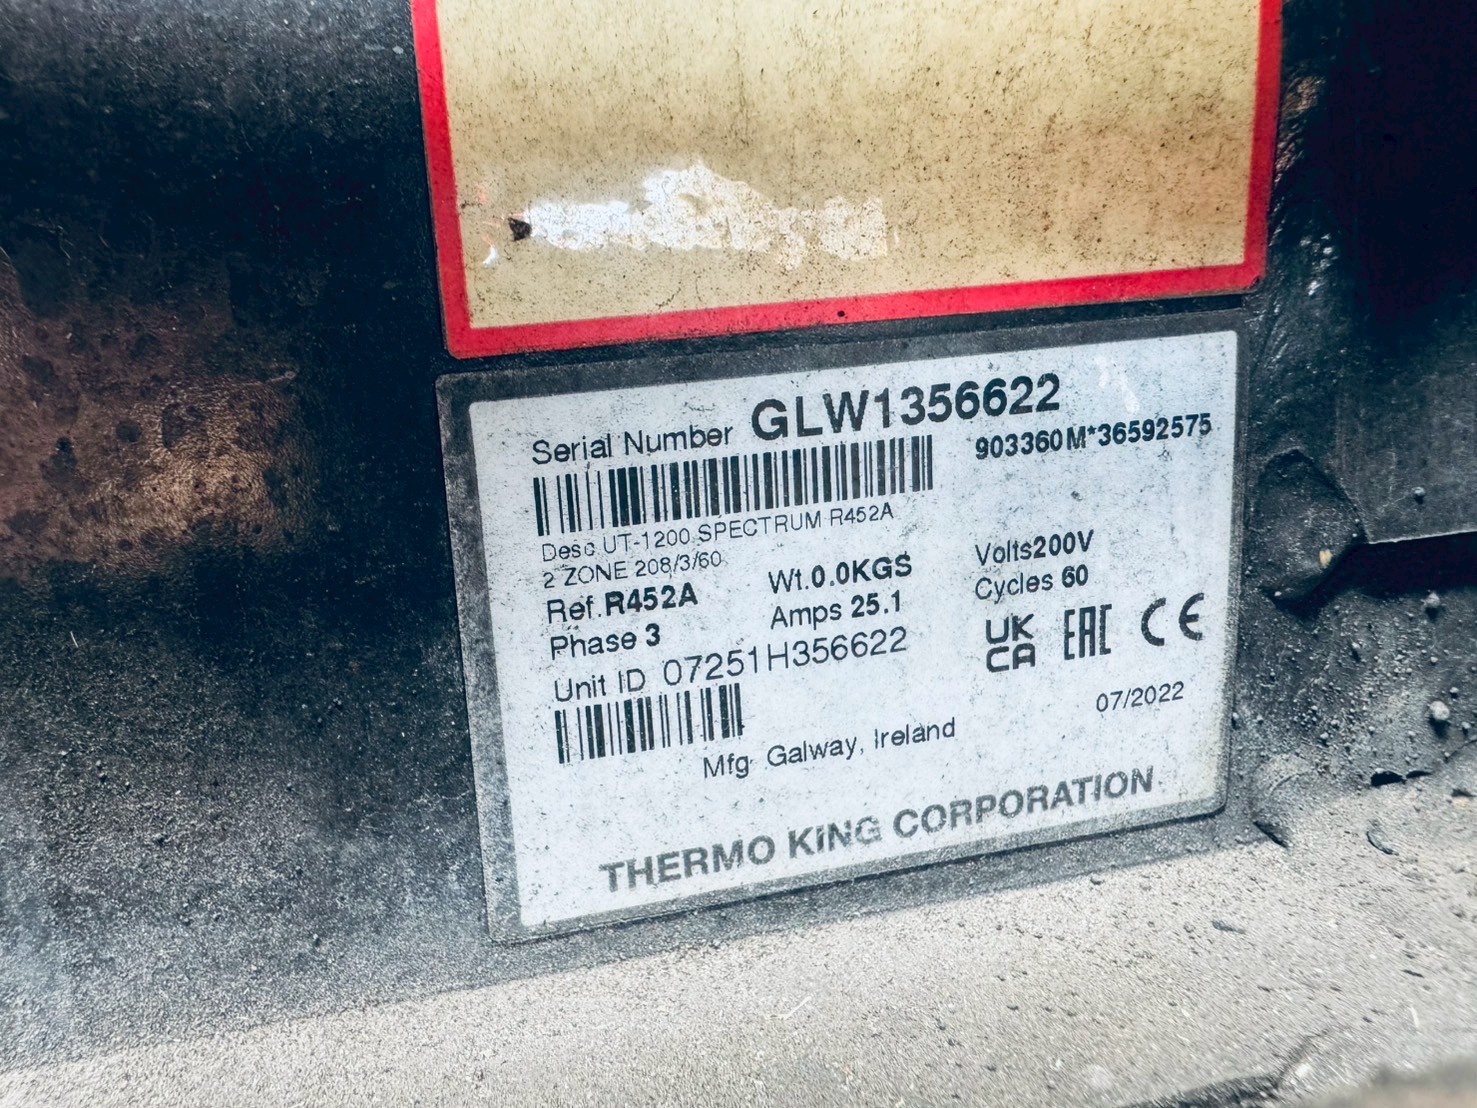 Serial Number GLW1356622
903360M*36592575
Desc UT-1200 SPECTRUM R452A
2 ZONE 208/3/60
Ref.R452A Wt.0.0KGS Volts200V
Phase 3 Amps 25.1 Cycles 60
Unit ID 07251H356622
UK
CA EAC CE
07/2022
Mfg Galway, Ireland
THERMO KING CORPORATION